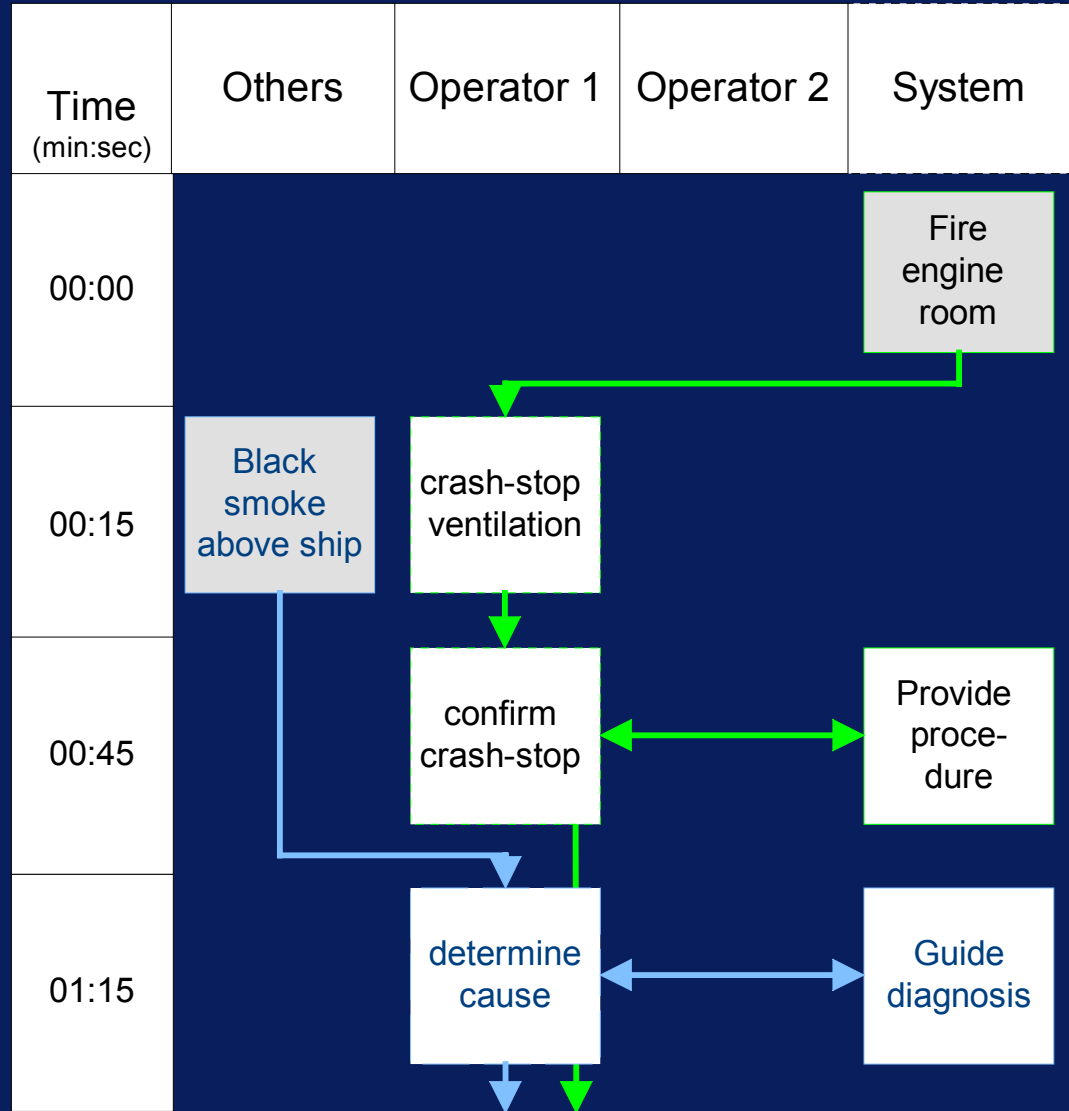 Time
(min:sec)
Others
Operator 1
Operator 2
System
00:00
Fire
engine
room
00:15
Black
smoke
above ship
crash-stop
ventilation
00:45
confirm
crash-stop
Provide
proce-
dure
01:15
determine
cause
Guide
diagnosis